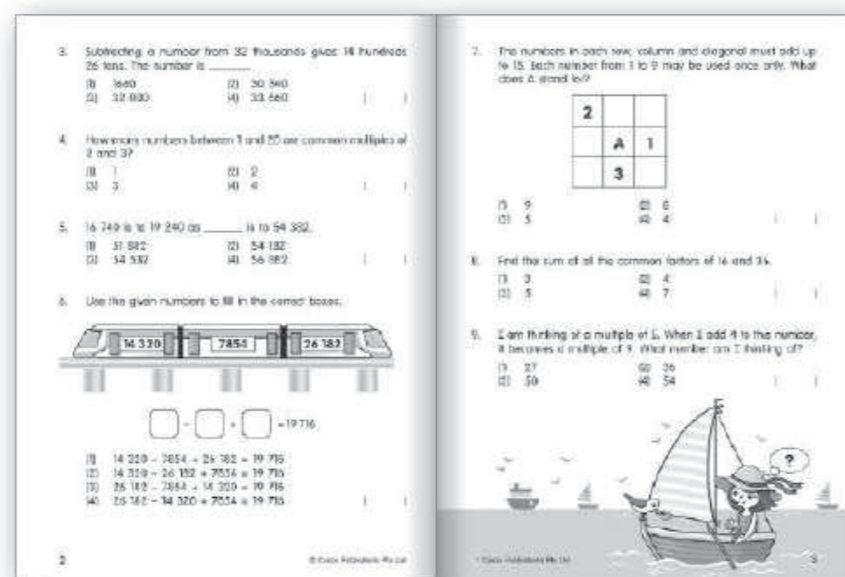 3. Subtracting a number from 32 thousands gives 14 hundreds
26 tens. The number is ______
(1) 1660 (2) 30 340
(3) 32 000 (4) 33 660 ( )
4. How many numbers between 1 and 20 are common multiples of
2 and 3?
(1) 1 (2) 2
(3) 3 (4) 4 ( )
5. 16 740 is to 19 240 as ______ is to 54 382.
(1) 51 882 (2) 54 132
(3) 54 532 (4) 56 882 ( )
6. Use the given numbers to fill in the correct boxes.
14 320 7854 26 182
- + = 19 716
(1) 14 320 - 7854 + 26 182 = 19 716
(2) 14 320 - 26 182 + 7854 = 19 716
(3) 26 182 - 7854 + 14 320 = 19 716
(4) 26 182 - 14 320 + 7854 = 19 716 ( )
2 © Publications Pte Ltd
7. The numbers in each row, column and diagonal must add up
to 15. Each number from 1 to 9 may be used once only. What
does A stand for?
2
A 1
3
(1) 9 (2) 8
(3) 5 (4) 4 ( )
8. Find the sum of all the common factors of 16 and
(1) 3 (2) 4
(3) 5 (4) 7 ( )
9. I am thinking of a multiple of 5. When I add 4 to the number,
it becomes a multiple of 9. What number am I thinking of?
(1) 27 (2) 36
(3) 50 (4) 54 ( )
?
© Publications Pte Ltd 3